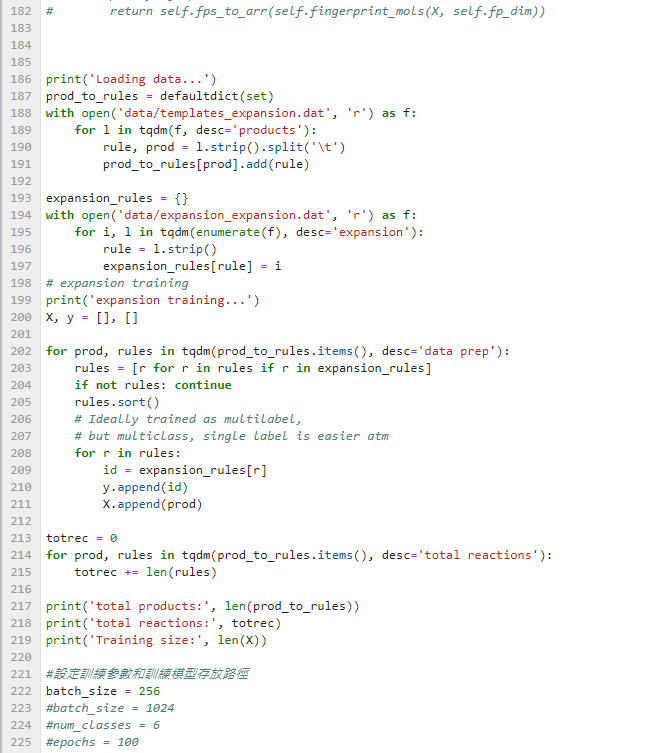 182 #        return self.fps_to_arr(self.fingerprint_mols(X, self.fp_dim))
183
184
185
186 print('Loading data...')
187 prod_to_rules = defaultdict(set)
188 with open('data/templates_expansion.dat', 'r') as f:
189     for l in tqdm(f, desc='products'):
190         rule, prod = l.strip().split('\t')
191         prod_to_rules[prod].add(rule)
192
193 expansion_rules = {}
194 with open('data/expansion_expansion.dat', 'r') as f:
195     for i, l in tqdm(enumerate(f), desc='expansion'):
196         rule = l.strip()
197         expansion_rules[rule] = i
198 # expansion training
199 print('expansion training...')
200 X, y = [], []
201
202 for prod, rules in tqdm(prod_to_rules.items(), desc='data prep'):
203     rules = [r for r in rules if r in expansion_rules]
204     if not rules: continue
205     rules.sort()
206     # Ideally trained as multilabel,
207     # but multiclass, single label is easier atm
208     for r in rules:
209         id = expansion_rules[r]
210         y.append(id)
211         X.append(prod)
212
213 totrec = 0
214 for prod, rules in tqdm(prod_to_rules.items(), desc='total reactions'):
215     totrec += len(rules)
216
217 print('total products:', len(prod_to_rules))
218 print('total reactions:', totrec)
219 print('Training size:', len(X))
220
221 #設定訓練參數和訓練模型存放路徑
222 batch_size = 256
223 #batch_size = 1024
224 #num_classes = 6
225 #epochs = 100